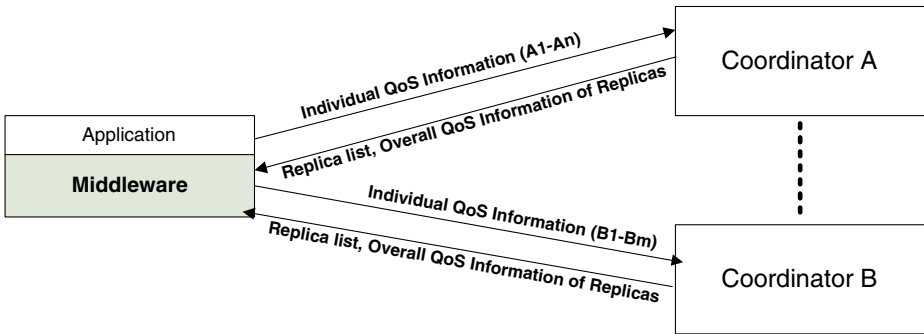 Coordinator A
Individual QoS Information (A1-An)
Replica list, Overall QoS Information of Replicas
Application
Middleware
Individual QoS Information (B1-Bm)
Replica list, Overall QoS Information of Replicas
Coordinator B